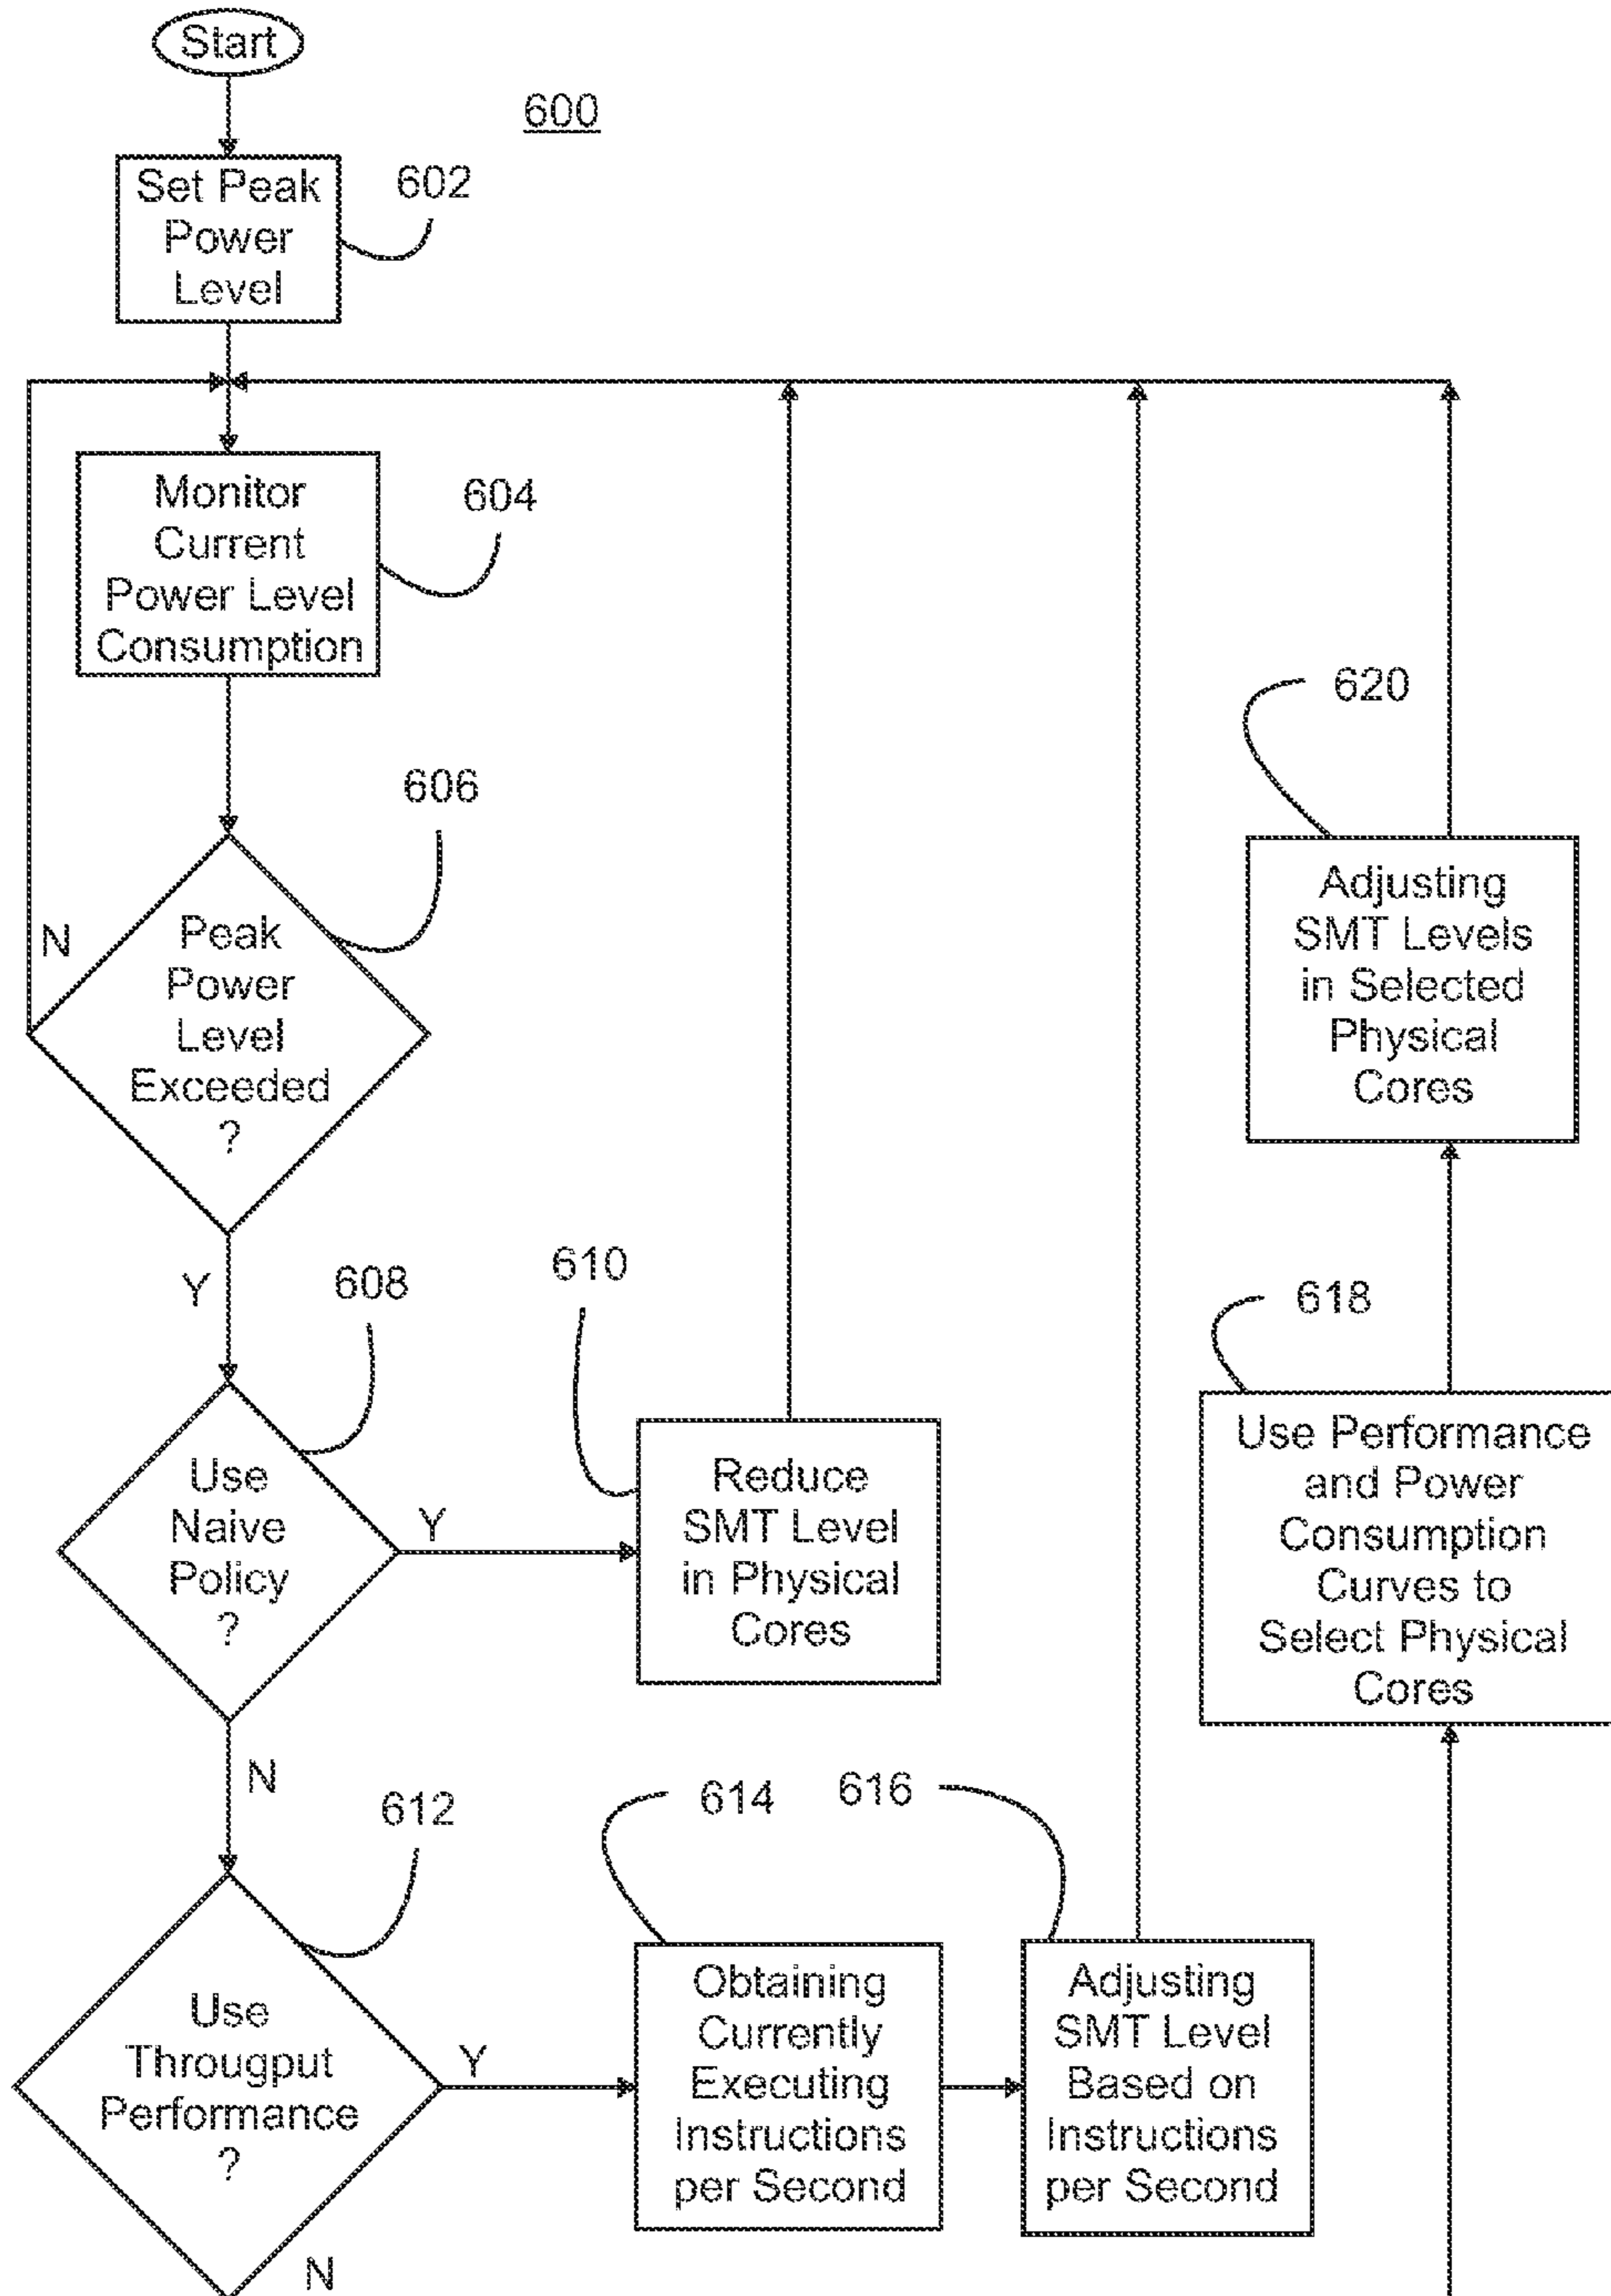 Start
600
Set Peak
Power
Level
602
Monitor
Current
Power Level
Consumption
604
606
Peak
Power
Level
Exceeded
?
N
Y
608
Use
Naive
Policy
?
Y
610
Reduce
SMT Level
in Physical
Cores
N
612
Use
Througput
Performance
?
Y
N
614
Obtaining
Currently
Executing
Instructions
per Second
616
Adjusting
SMT Level
Based on
Instructions
per Second
618
Use Performance
and Power
Consumption
Curves to
Select Physical
Cores
620
Adjusting
SMT Levels
in Selected
Physical
Cores